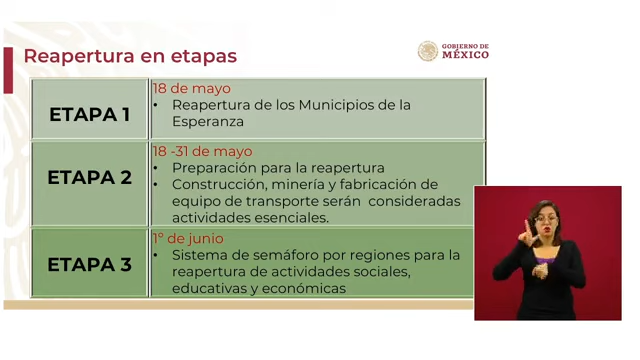 Reapertura en etapas
GOBIERNO DE
MÉXICO
ETAPA 1
18 de mayo
• Reapertura de los Municipios de la
Esperanza
ETAPA 2
18 -31 de mayo
• Preparación para la reapertura
• Construcción, minería y fabricación de
equipo de transporte serán consideradas
actividades esenciales.
ETAPA 3
1º de junio
• Sistema de semáforo por regiones para la
reapertura de actividades sociales,
educativas y económicas